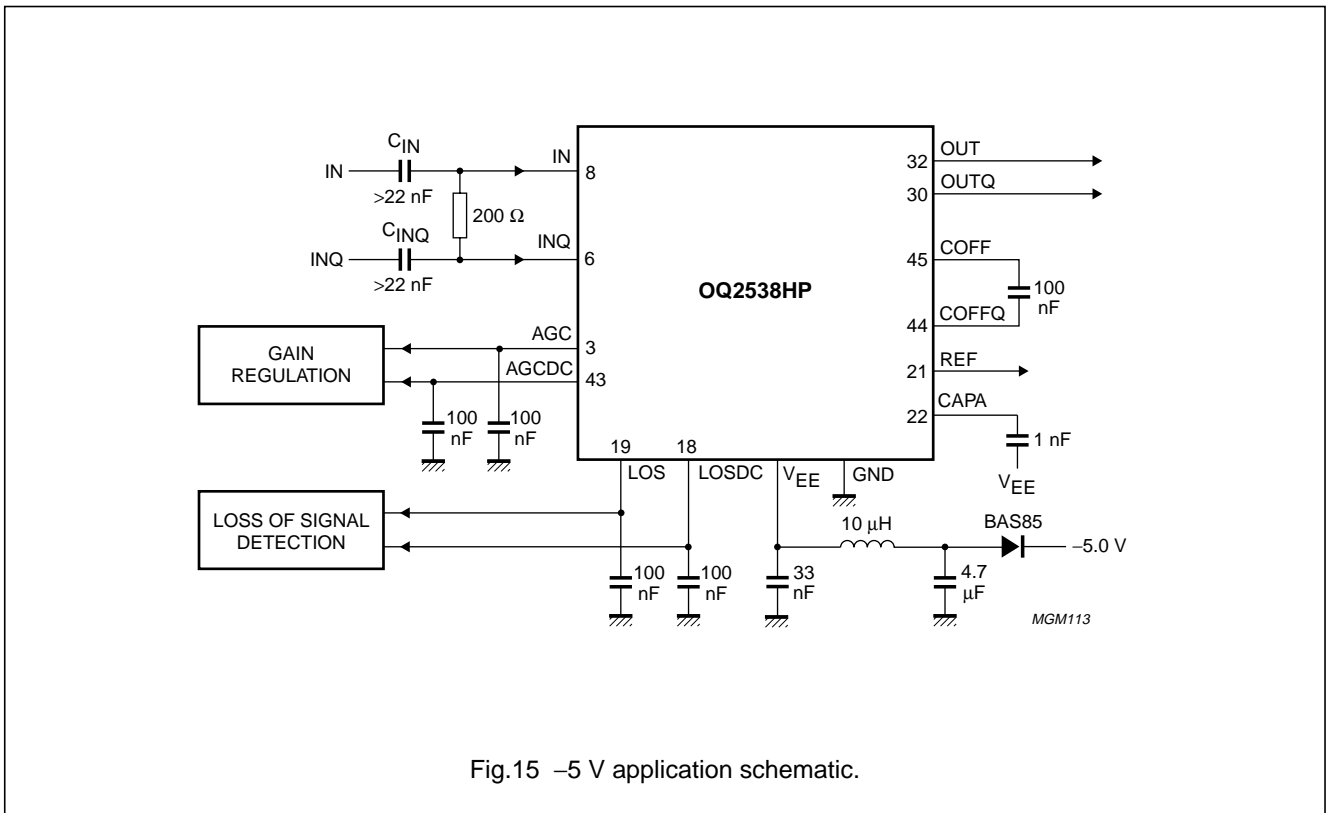 C_IN
IN
>22 nF
IN
8
200 Ω
C_INQ
INQ
>22 nF
INQ
6
OQ2538HP
32
OUT
30
OUTQ
45
COFF
100
nF
44
COFFQ
21
REF
22
CAPA
1 nF
V_EE
GAIN
REGULATION
AGC
3
AGCDC
43
100
nF
100
nF
19
LOS
18
LOSDC
V_EE
GND
LOSS OF SIGNAL
DETECTION
100
nF
100
nF
33
nF
10 µH
4.7
µF
BAS85
−5.0 V
MGM113
Fig.15 −5 V application schematic.